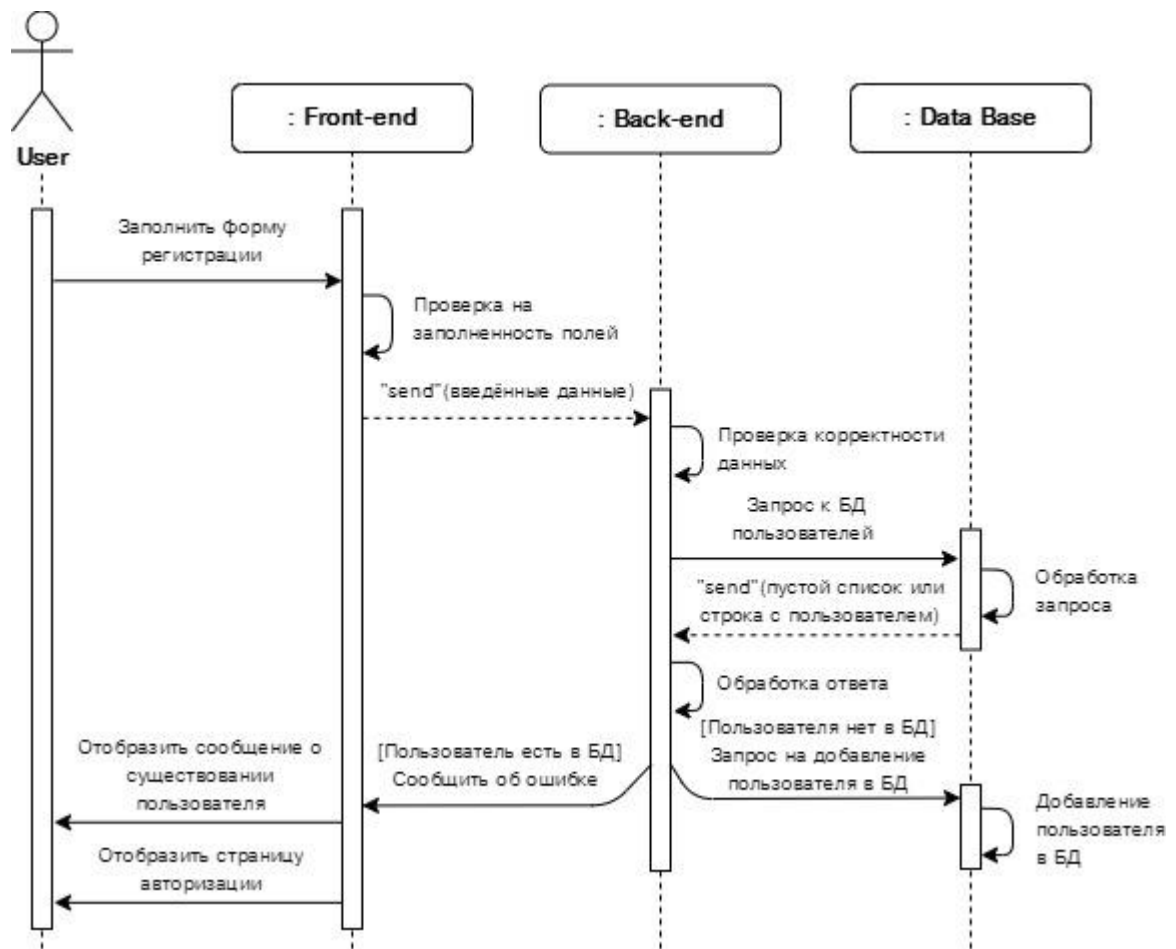 User
: Front-end
: Back-end
: Data Base
Заполнить форму
регистрации
Проверка на
заполненность полей
"send"(введённые данные)
Проверка корректности
данных
Запрос к БД
пользователей
Обработка
запроса
"send"(пустой список или
строка с пользователем)
Обработка ответа
[Пользователя нет в БД]
Запрос на добавление
пользователя в БД
[Пользователь есть в БД]
Сообщить об ошибке
Отобразить сообщение о
существовании
пользователя
Добавление
пользователя
в БД
Отобразить страницу
авторизации